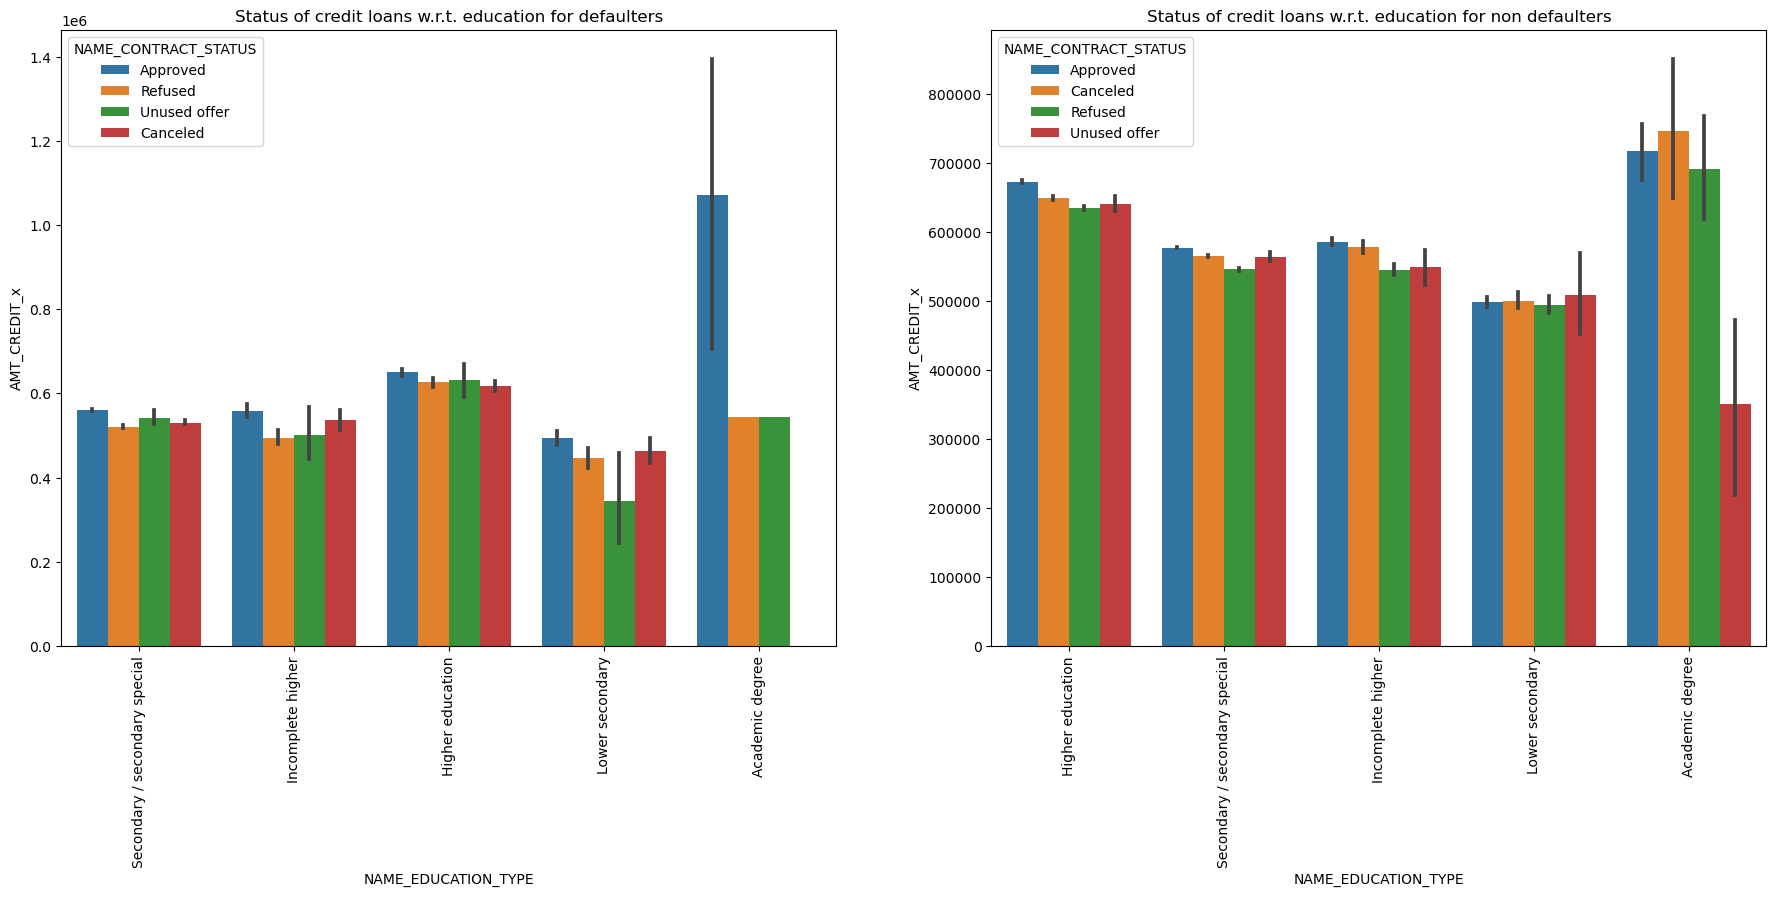 Status of credit loans w.r.t. education for defaulters
1e6
NAME_CONTRACT_STATUS
Approved
Refused
Unused offer
Canceled
1.4
1.2
1.0
0.8
0.6
0.4
0.2
0.0
AMT_CREDIT_x
Secondary / secondary special
Incomplete higher
Higher education
Lower secondary
Academic degree
NAME_EDUCATION_TYPE
Status of credit loans w.r.t. education for non defaulters
NAME_CONTRACT_STATUS
Approved
Canceled
Refused
Unused offer
800000
700000
600000
500000
400000
300000
200000
100000
0
AMT_CREDIT_x
Higher education
Secondary / secondary special
Incomplete higher
Lower secondary
Academic degree
NAME_EDUCATION_TYPE